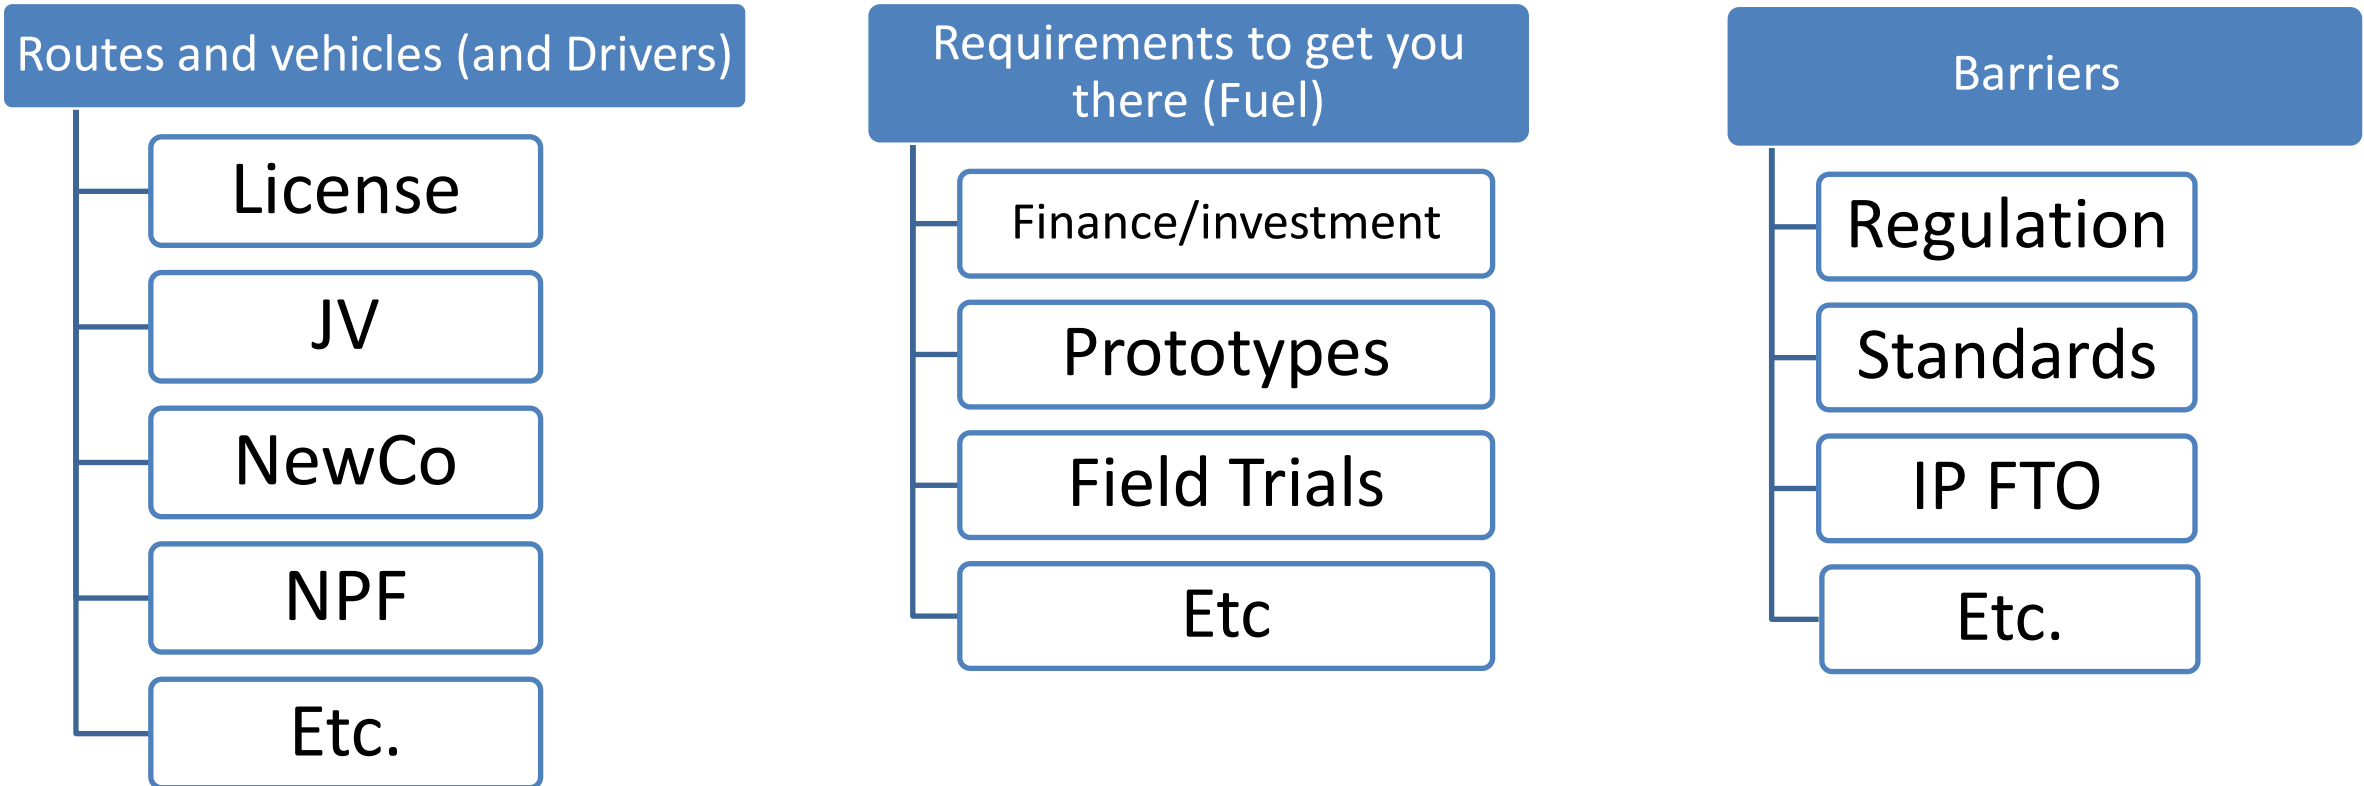 Routes and vehicles (and Drivers)
License
JV
NewCo
NPF
Etc.
Requirements to get you
there (Fuel)
Finance/investment
Prototypes
Field Trials
Etc
Barriers
Regulation
Standards
IP FTO
Etc.